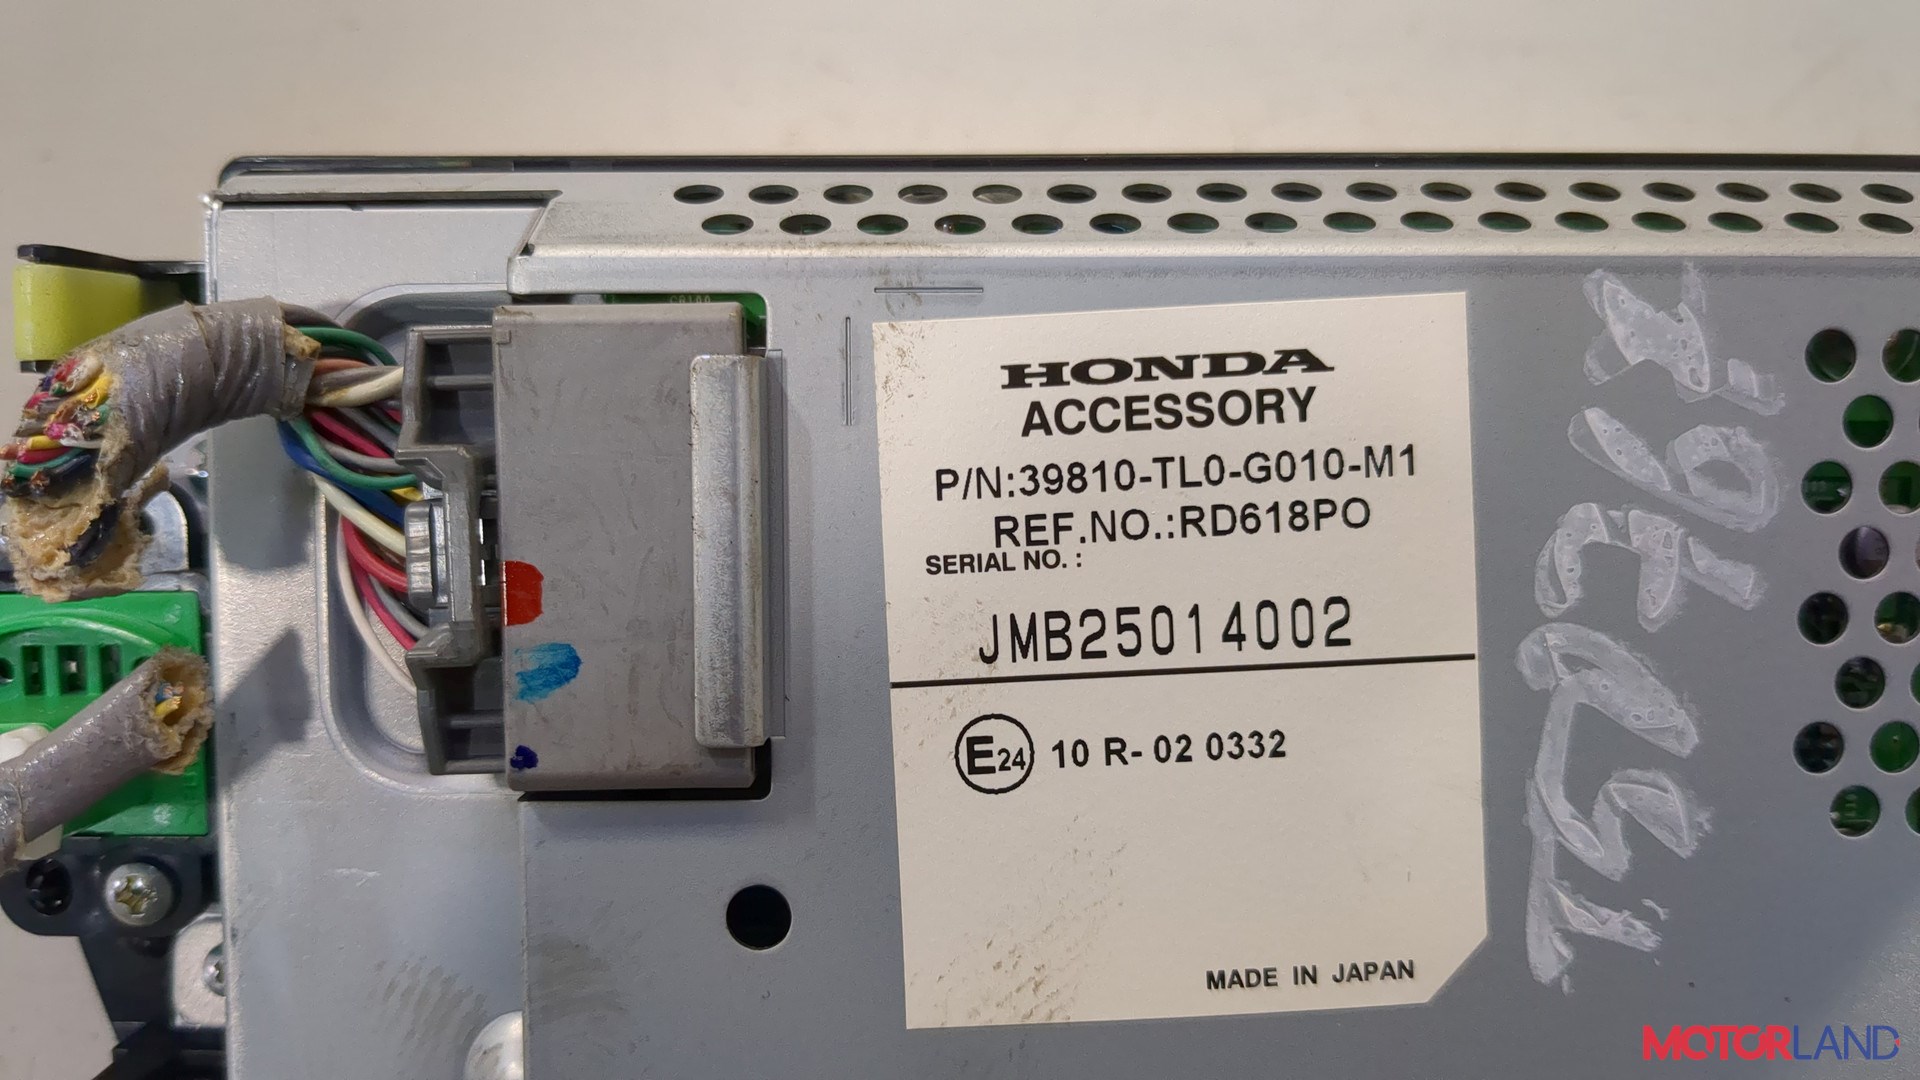 HONDA
ACCESSORY
P/N:39810-TL0-G010-M1
REF.NO.:RD618PO
SERIAL NO. :
JMB25014002
E24 10 R- 02 0332
MADE IN JAPAN
MOTORLAND